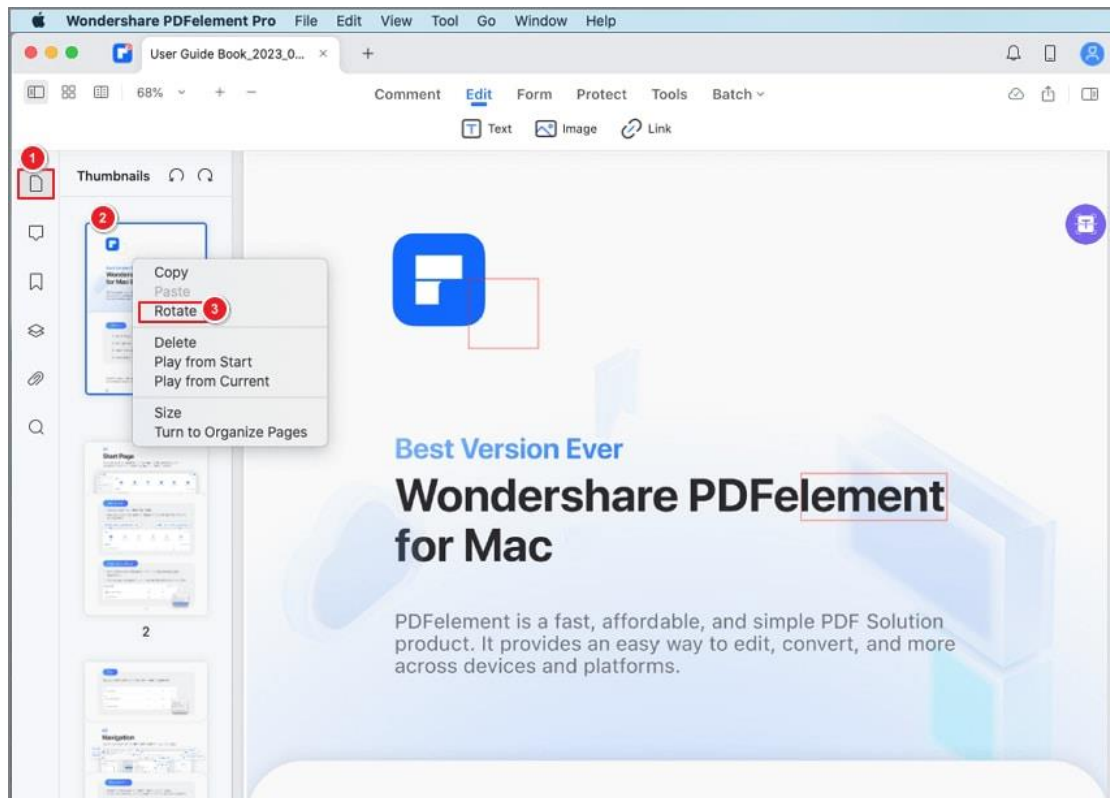 Wondershare PDFelement Pro File Edit View Tool Go Window Help
User Guide Book_2023_0... × +
68% + −
Comment Edit Form Protect Tools Batch
Text Image Link
1
Thumbnails
2
Copy
Paste
Rotate 3
Delete
Play from Start
Play from Current
Size
Turn to Organize Pages
Start Page
2
Navigation
Best Version Ever
Wondershare PDFelement
for Mac
PDFelement is a fast, affordable, and simple PDF Solution
product. It provides an easy way to edit, convert, and more
across devices and platforms.